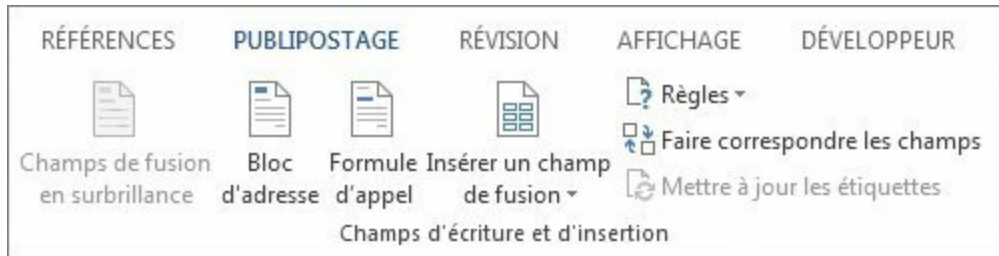 RÉFÉRENCES PUBLIPOSTAGE RÉVISION AFFICHAGE DÉVELOPPEUR
Champs de fusion
en surbrillance
Bloc
d'adresse
Formule
d'appel
Insérer un champ
de fusion
Règles
Faire correspondre les champs
Mettre à jour les étiquettes
Champs d'écriture et d'insertion